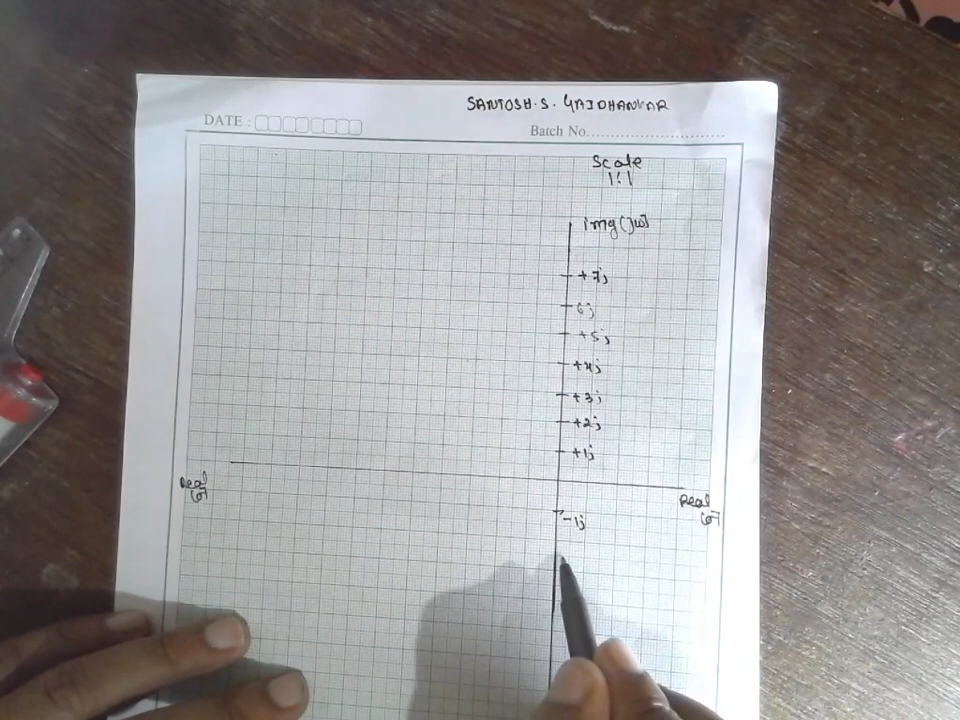 SANTOSH.S. GAIDHANKAR
DATE :
Batch No.
Scale
1:1
img(jω)
+7j
6j
+5j
+4j
+3j
+2j
+1j
Real
σ
Real
σ
-1j